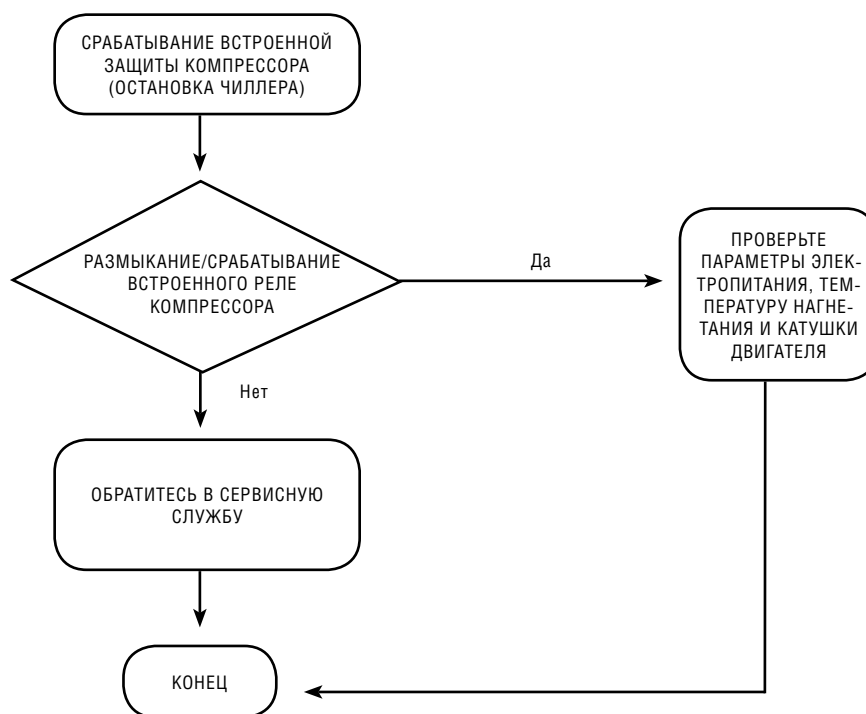 СРАБАТЫВАНИЕ ВСТРОЕННОЙ
ЗАЩИТЫ КОМПРЕССОРА
(ОСТАНОВКА ЧИЛЛЕРА)
РАЗМЫКАНИЕ/СРАБАТЫВАНИЕ
ВСТРОЕННОГО РЕЛЕ
КОМПРЕССОРА
Да
ПРОВЕРЬТЕ
ПАРАМЕТРЫ ЭЛЕК-
ТРОПИТАНИЯ, ТЕМ-
ПЕРАТУРУ НАГНЕ-
ТАНИЯ И КАТУШКИ
ДВИГАТЕЛЯ
Нет
ОБРАТИТЕСЬ В СЕРВИСНУЮ
СЛУЖБУ
КОНЕЦ